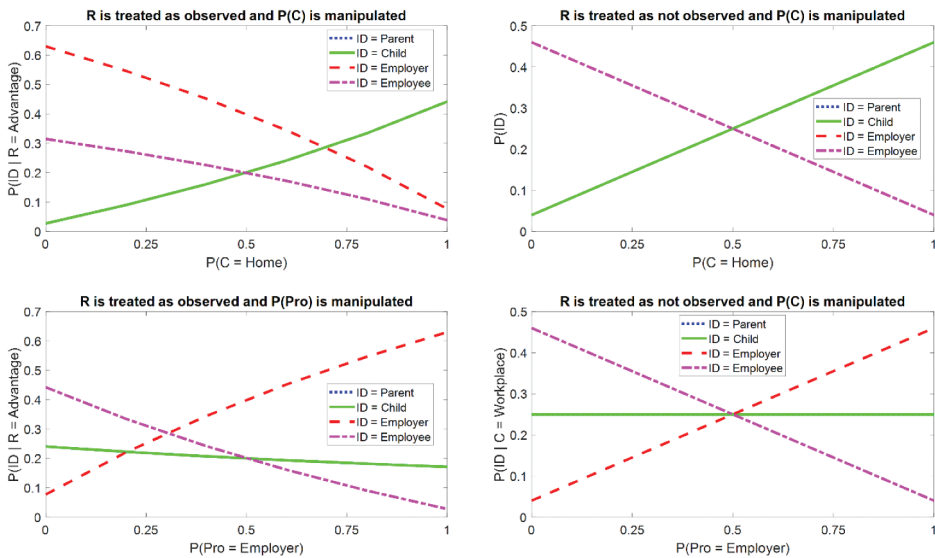 R is treated as observed and P(C) is manipulated
P(ID | R = Advantage)
0.7
0.6
0.5
0.4
0.3
0.2
0.1
0
ID = Parent
ID = Child
ID = Employer
ID = Employee
0 0.25 0.5 0.75 1
P(C = Home)
R is treated as not observed and P(C) is manipulated
P(ID)
0.5
0.4
0.3
0.2
0.1
0
ID = Parent
ID = Child
ID = Employer
ID = Employee
0 0.25 0.5 0.75 1
P(C = Home)
R is treated as observed and P(Pro) is manipulated
P(ID | R = Advantage)
0.7
0.6
0.5
0.4
0.3
0.2
0.1
0
ID = Parent
ID = Child
ID = Employer
ID = Employee
0 0.25 0.5 0.75 1
P(Pro = Employer)
R is treated as not observed and P(C) is manipulated
P(ID | C = Workplace)
0.5
0.4
0.3
0.2
0.1
0
ID = Parent
ID = Child
ID = Employer
ID = Employee
0 0.25 0.5 0.75 1
P(Pro = Employer)